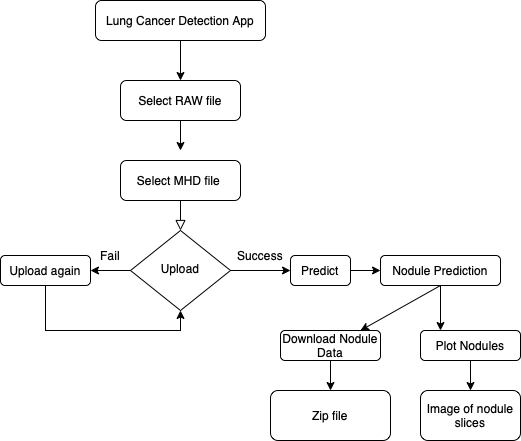 Lung Cancer Detection App
Select RAW file
Select MHD file
Fail
Success
Upload again
Upload
Predict
Nodule Prediction
Download Nodule
Data
Plot Nodules
Zip file
Image of nodule
slices